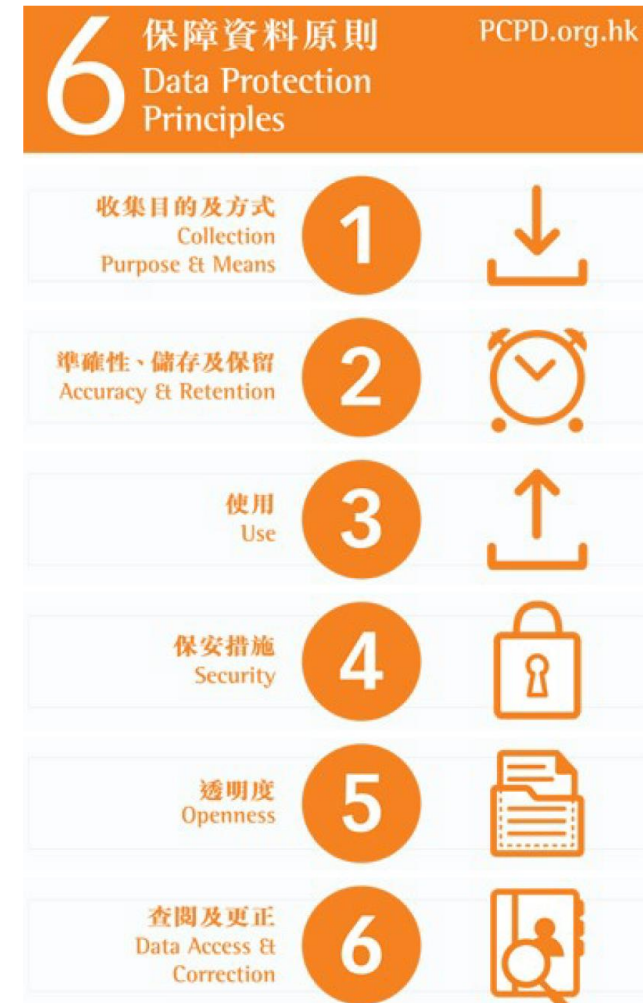 6
保障資料原則
Data Protection
Principles
PCPD.org.hk
收集目的及方式
Collection
Purpose & Means
1
準確性、儲存及保留
Accuracy & Retention
2
使用
Use
3
保安措施
Security
4
透明度
Openness
5
查閱及更正
Data Access &
Correction
6